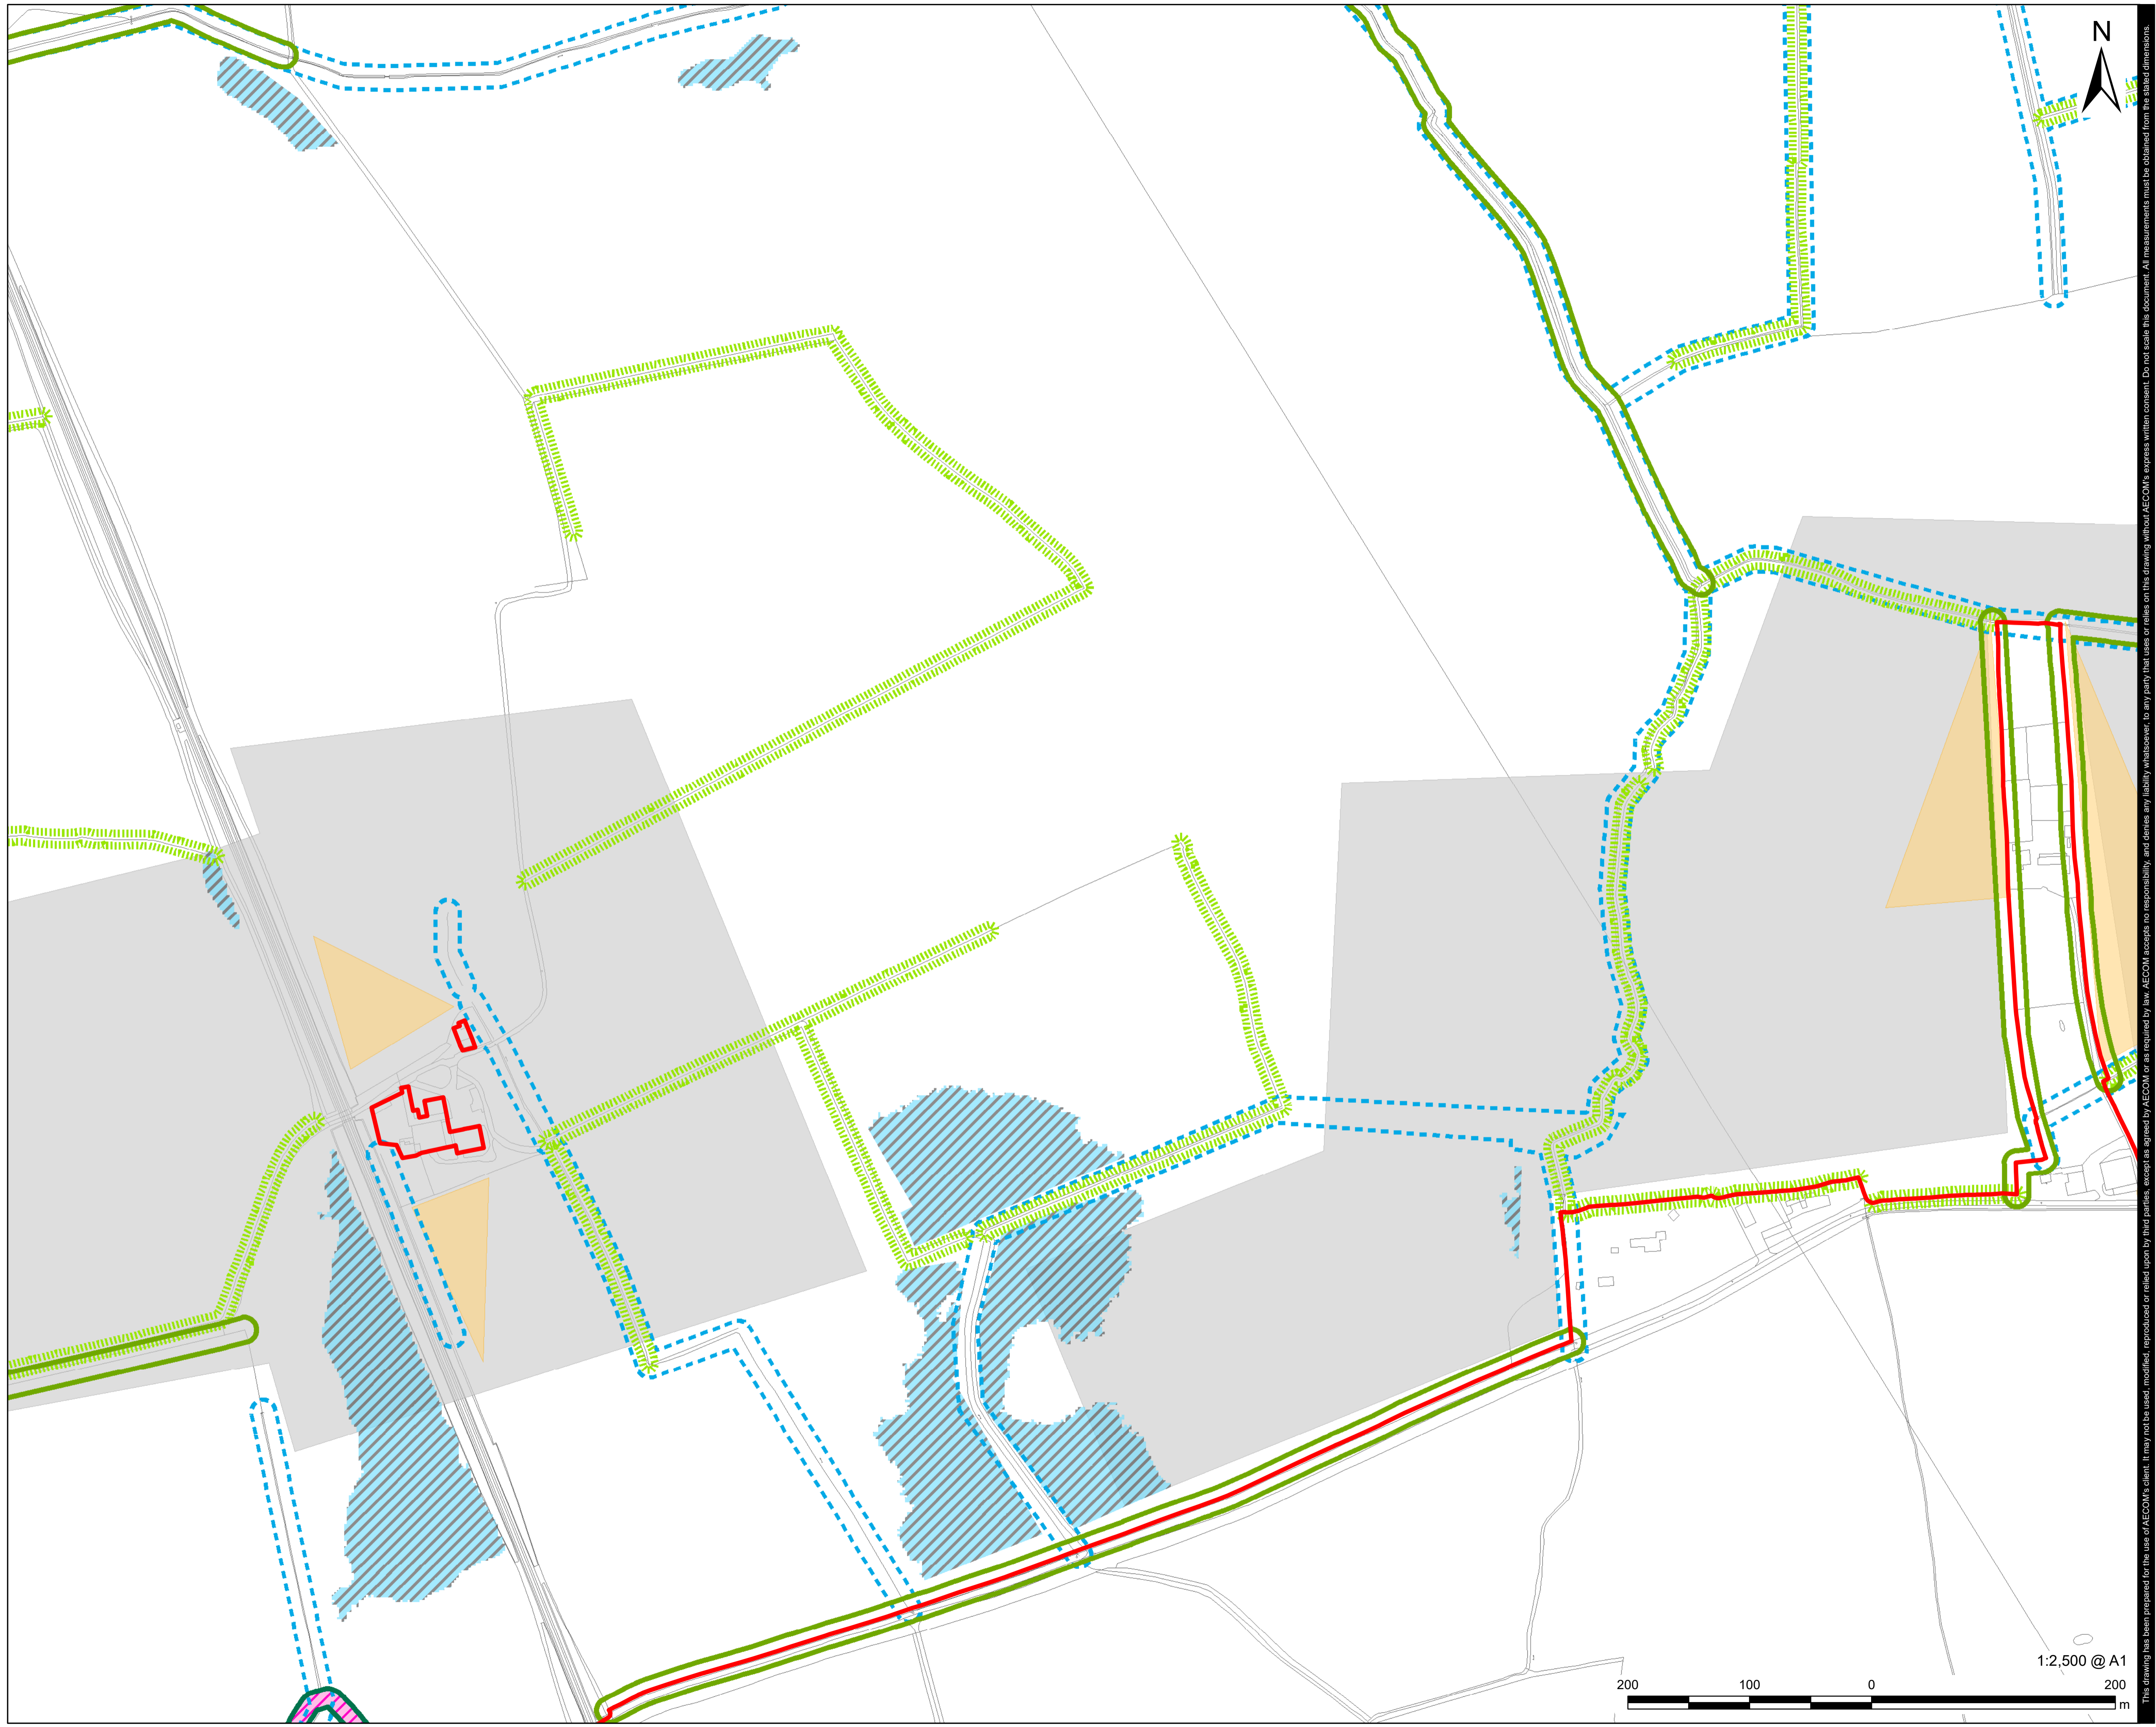 N
1:2,500 @ A1
200 100 0 200
m
This drawing has been prepared for the use of AECOM's client. It may not be used, modified, reproduced or relied upon by third parties, except as agreed by AECOM or as required by law. AECOM accepts no responsibility, and denies any liability whatsoever, to any party that uses or relies on this drawing without AECOM's express written consent. Do not scale this document. All measurements must be obtained from the stated dimensions.